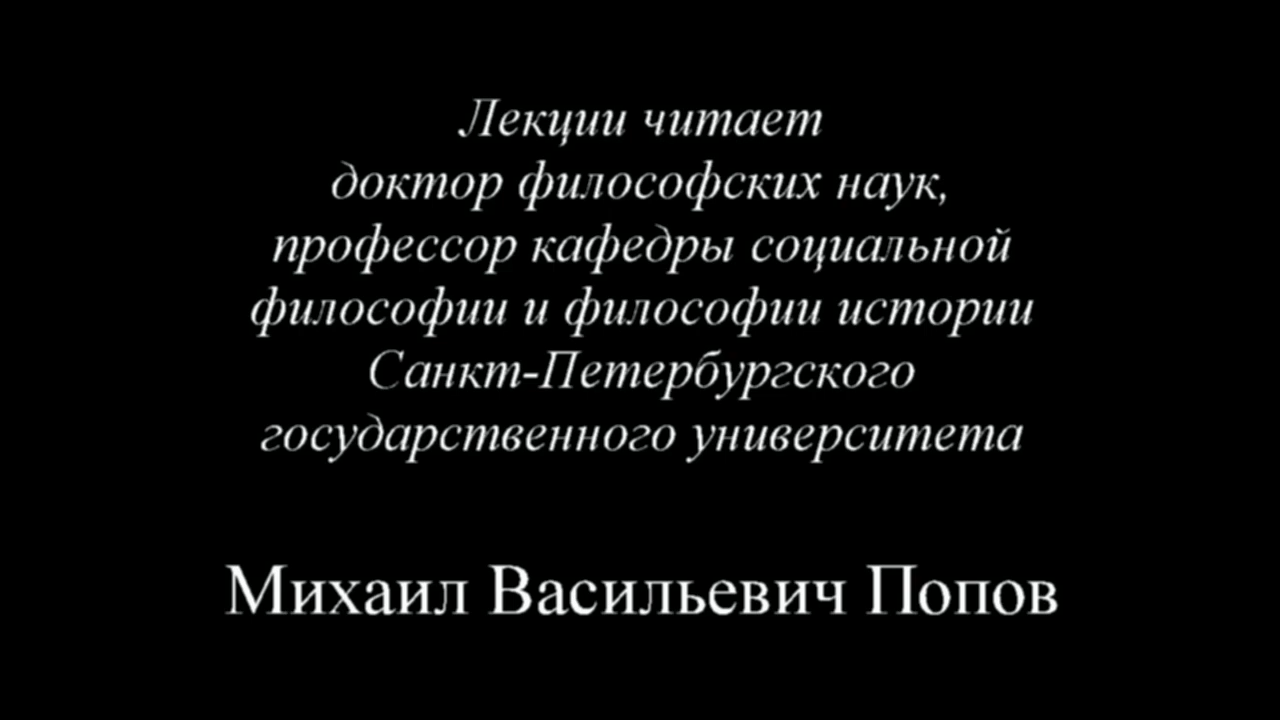 Лекции читает
доктор философских наук,
профессор кафедры социальной
философии и философии истории
Санкт-Петербургского
государственного университета
Михаил Васильевич Попов